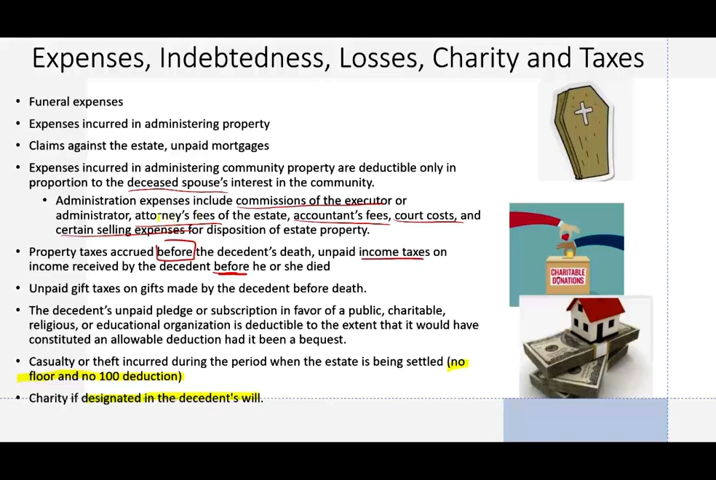 Expenses, Indebtedness, Losses, Charity and Taxes
• Funeral expenses
• Expenses incurred in administering property
• Claims against the estate, unpaid mortgages
• Expenses incurred in administering community property are deductible only in
proportion to the deceased spouse's interest in the community.
• Administration expenses include commissions of the executor or
administrator, attorney's fees of the estate, accountant's fees, court costs, and
certain selling expenses for disposition of estate property.
• Property taxes accrued before the decedent's death, unpaid income taxes on
income received by the decedent before he or she died
• Unpaid gift taxes on gifts made by the decedent before death.
• The decedent's unpaid pledge or subscription in favor of a public, charitable,
religious, or educational organization is deductible to the extent that it would have
constituted an allowable deduction had it been a bequest.
• Casualty or theft incurred during the period when the estate is being settled (no
floor and no 100 deduction)
• Charity if designated in the decedent's will.
CHARITABLE
DONATIONS